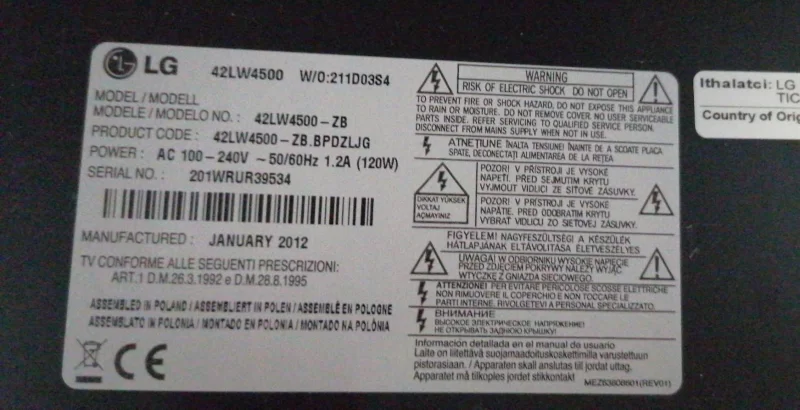 LG 42LW4500 W/O:211D03S4
MODEL / MODELL
MODELE / MODELO NO. : 42LW4500-ZB
PRODUCT CODE : 42LW4500-ZB.BPDZLJG
POWER : AC 100-240V ~ 50/60Hz 1.2A (120W)
SERIAL NO. : 201WRUR39534
MANUFACTURED : JANUARY 2012
TV CONFORME ALLE SEGUENTI PRESCRIZIONI:
ART.1 D.M.26.3.1992 e D.M.28.8.1995
ASSEMBLED IN POLAND / ASSEMBLIERT IN POLEN / ASSEMBLÉ EN POLOGNE
ASSEMBLATO IN POLONIA / MONTADO EN POLONIA / MONTADO NA POLÔNIA
CE
WARNING
RISK OF ELECTRIC SHOCK DO NOT OPEN
TO PREVENT FIRE OR SHOCK HAZARD, DO NOT EXPOSE THIS APPLIANCE
TO RAIN OR MOISTURE. DO NOT REMOVE COVER. NO USER SERVICEABLE
PARTS INSIDE. REFER SERVICING TO QUALIFIED SERVICE PERSONNEL.
DISCONNECT FROM MAINS SUPPLY WHEN NOT IN USE.
ATNEȚIUNE ÎNALTA TENSIUNE! ÎNAINTE DE A SCOATE PLACA
SPATE, DECONECTAȚI ALIMENTAREA DE LA REȚEA
DIKKAT YÜKSEK
VOLTAJ
AÇMAYINIZ
POZOR! V PŘÍSTROJI JE VYSOKÉ
NAPĚTÍ. PŘED SEJMUTÍM KRYTU
VYJMOUT VIDLICI ZE SÍŤOVÉ ZÁSUVKY.
POZOR! V PRÍSTROJI JE VYSOKÉ
NAPÄTIE. PRED ODOBRATÍM KRYTU
VYBRAŤ VIDLICU ZO SIEŤOVEJ ZÁSUVKY.
FIGYELEM! NAGYFESZÜLTSÉG! A KÉSZÜLÉK
HÁTLAPJÁNAK ELTÁVOLÍTÁSA ÉLETVESZÉLYES
UWAGA! W ODBIORNIKU WYSOKIE NAPIĘCIE
PRZED ZDJĘCIEM POKRYWY NALEŻY WYJĄĆ
WTYCZKĘ Z GNIAZDA SIECIOWEGO.
ATTENZIONE! PER EVITARE PERICOLOSE SCOSSE ELETTRICHE
NON RIMUOVERE IL COPERCHIO E NON TOCCARE LE
PARTI INTERNE. RIVOLGETEVI A PERSONALE SPECIALIZZATO.
ВНИМАНИЕ
ВЫСОКОЕ ЭЛЕКТРИЧЕСКОЕ НАПРЯЖЕНИЕ!
НЕ ОТКРЫВАТЬ ЗАДНЮЮ КРЫШКУ!
Información detallada en el manual de usuario
Laite on liitettävä suojamaadoituskoskettimilla varustettuun
pistorasiaan. / Apparaten skall anslutas till jordat uttag /
Apparatet må tilkoples jordet stikkontakt
MEZ63808601(REV01)
Ithalatci: LG
TIC
Country of Orig